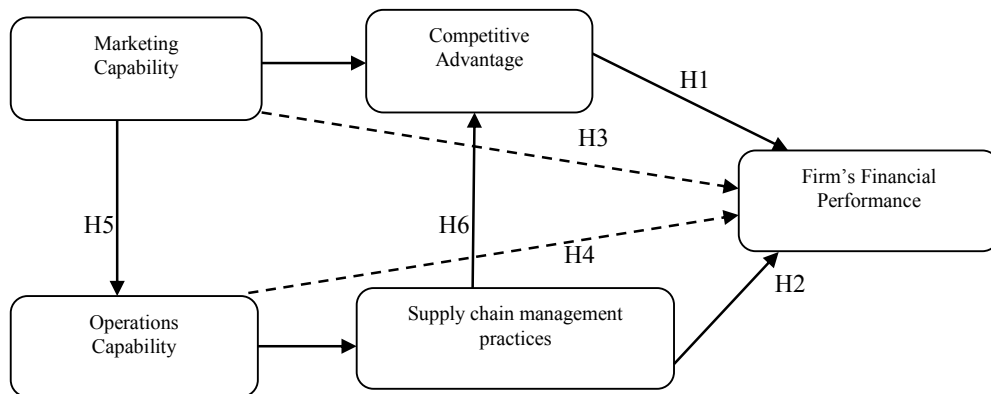 Marketing
Capability
Competitive
Advantage
H1
H3
Firm’s Financial
Performance
H5
H6
H4
H2
Operations
Capability
Supply chain management
practices